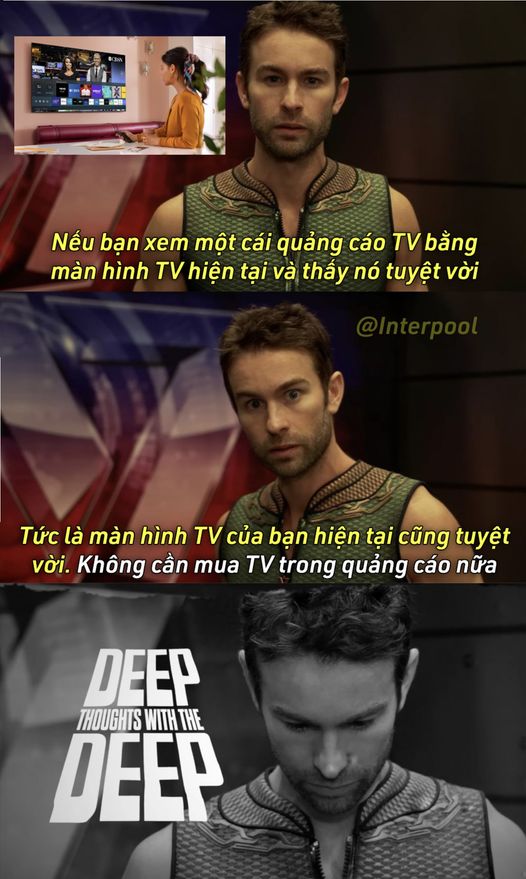 Nếu bạn xem một cái quảng cáo TV bằng
màn hình TV hiện tại và thấy nó tuyệt vời
@Interpool
Tức là màn hình TV của bạn hiện tại cũng tuyệt
vời. Không cần mua TV trong quảng cáo nữa
DEEP
THOUGHTS WITH THE
DEEP